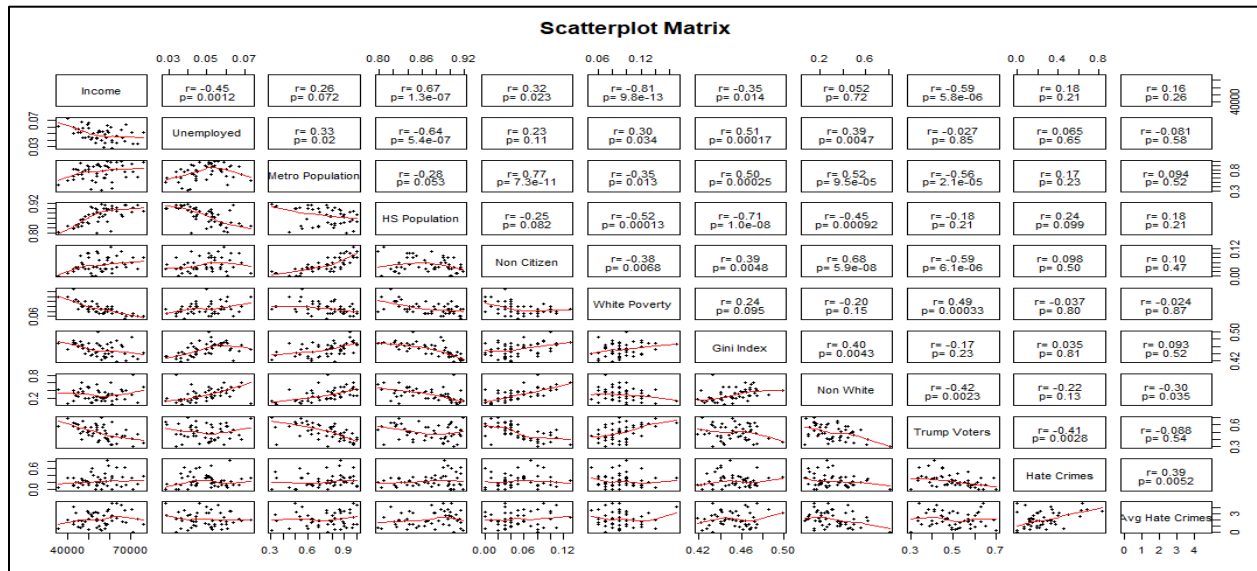 Scatterplot Matrix
0.03 0.05 0.07 0.80 0.86 0.92 0.06 0.12 0.2 0.6 0.0 0.4 0.8
Income r= -0.45 r= 0.26 r= 0.67 r= 0.32 r= -0.81 r= -0.35 r= 0.052 r= -0.59 r= 0.18 r= 0.16 40000
p= 0.0012 p= 0.072 p= 1.3e-07 p= 0.023 p= 9.8e-13 p= 0.014 p= 0.72 p= 5.8e-06 p= 0.21 p= 0.26
0.03 0.07 Unemployed r= 0.33 r= -0.64 r= 0.23 r= 0.30 r= 0.51 r= 0.39 r= -0.027 r= 0.065 r= -0.081
p= 0.02 p= 5.4e-07 p= 0.11 p= 0.034 p= 0.00017 p= 0.0047 p= 0.85 p= 0.65 p= 0.58
Metro Population r= -0.28 r= 0.77 r= -0.35 r= 0.50 r= 0.52 r= -0.56 r= 0.17 r= 0.094 0.3 0.8
p= 0.053 p= 7.3e-11 p= 0.013 p= 0.00025 p= 9.5e-05 p= 2.1e-05 p= 0.23 p= 0.52
0.80 0.92 HS Population r= -0.25 r= -0.52 r= -0.71 r= -0.45 r= -0.18 r= 0.24 r= 0.18
p= 0.082 p= 0.00013 p= 1.0e-08 p= 0.00092 p= 0.21 p= 0.099 p= 0.21
Non Citizen r= -0.38 r= 0.39 r= 0.68 r= -0.59 r= 0.098 r= 0.10 0.00 0.12
p= 0.0068 p= 0.0048 p= 5.9e-08 p= 6.1e-06 p= 0.50 p= 0.47
0.06 White Poverty r= 0.24 r= -0.20 r= 0.49 r= -0.037 r= -0.024
p= 0.095 p= 0.15 p= 0.00033 p= 0.80 p= 0.87
Gini Index r= 0.40 r= -0.17 r= 0.035 r= 0.093 0.42 0.50
p= 0.0043 p= 0.23 p= 0.81 p= 0.52
0.2 0.8 Non White r= -0.42 r= -0.22 r= -0.30
p= 0.0023 p= 0.13 p= 0.035
Trump Voters r= -0.41 r= -0.088 0.3 0.6
p= 0.0028 p= 0.54
0.0 0.6 Hate Crimes r= 0.39
p= 0.0052
Avg Hate Crimes 0 3
40000 70000 0.3 0.6 0.9 0.00 0.06 0.12 0.42 0.46 0.50 0.3 0.5 0.7 0 1 2 3 4